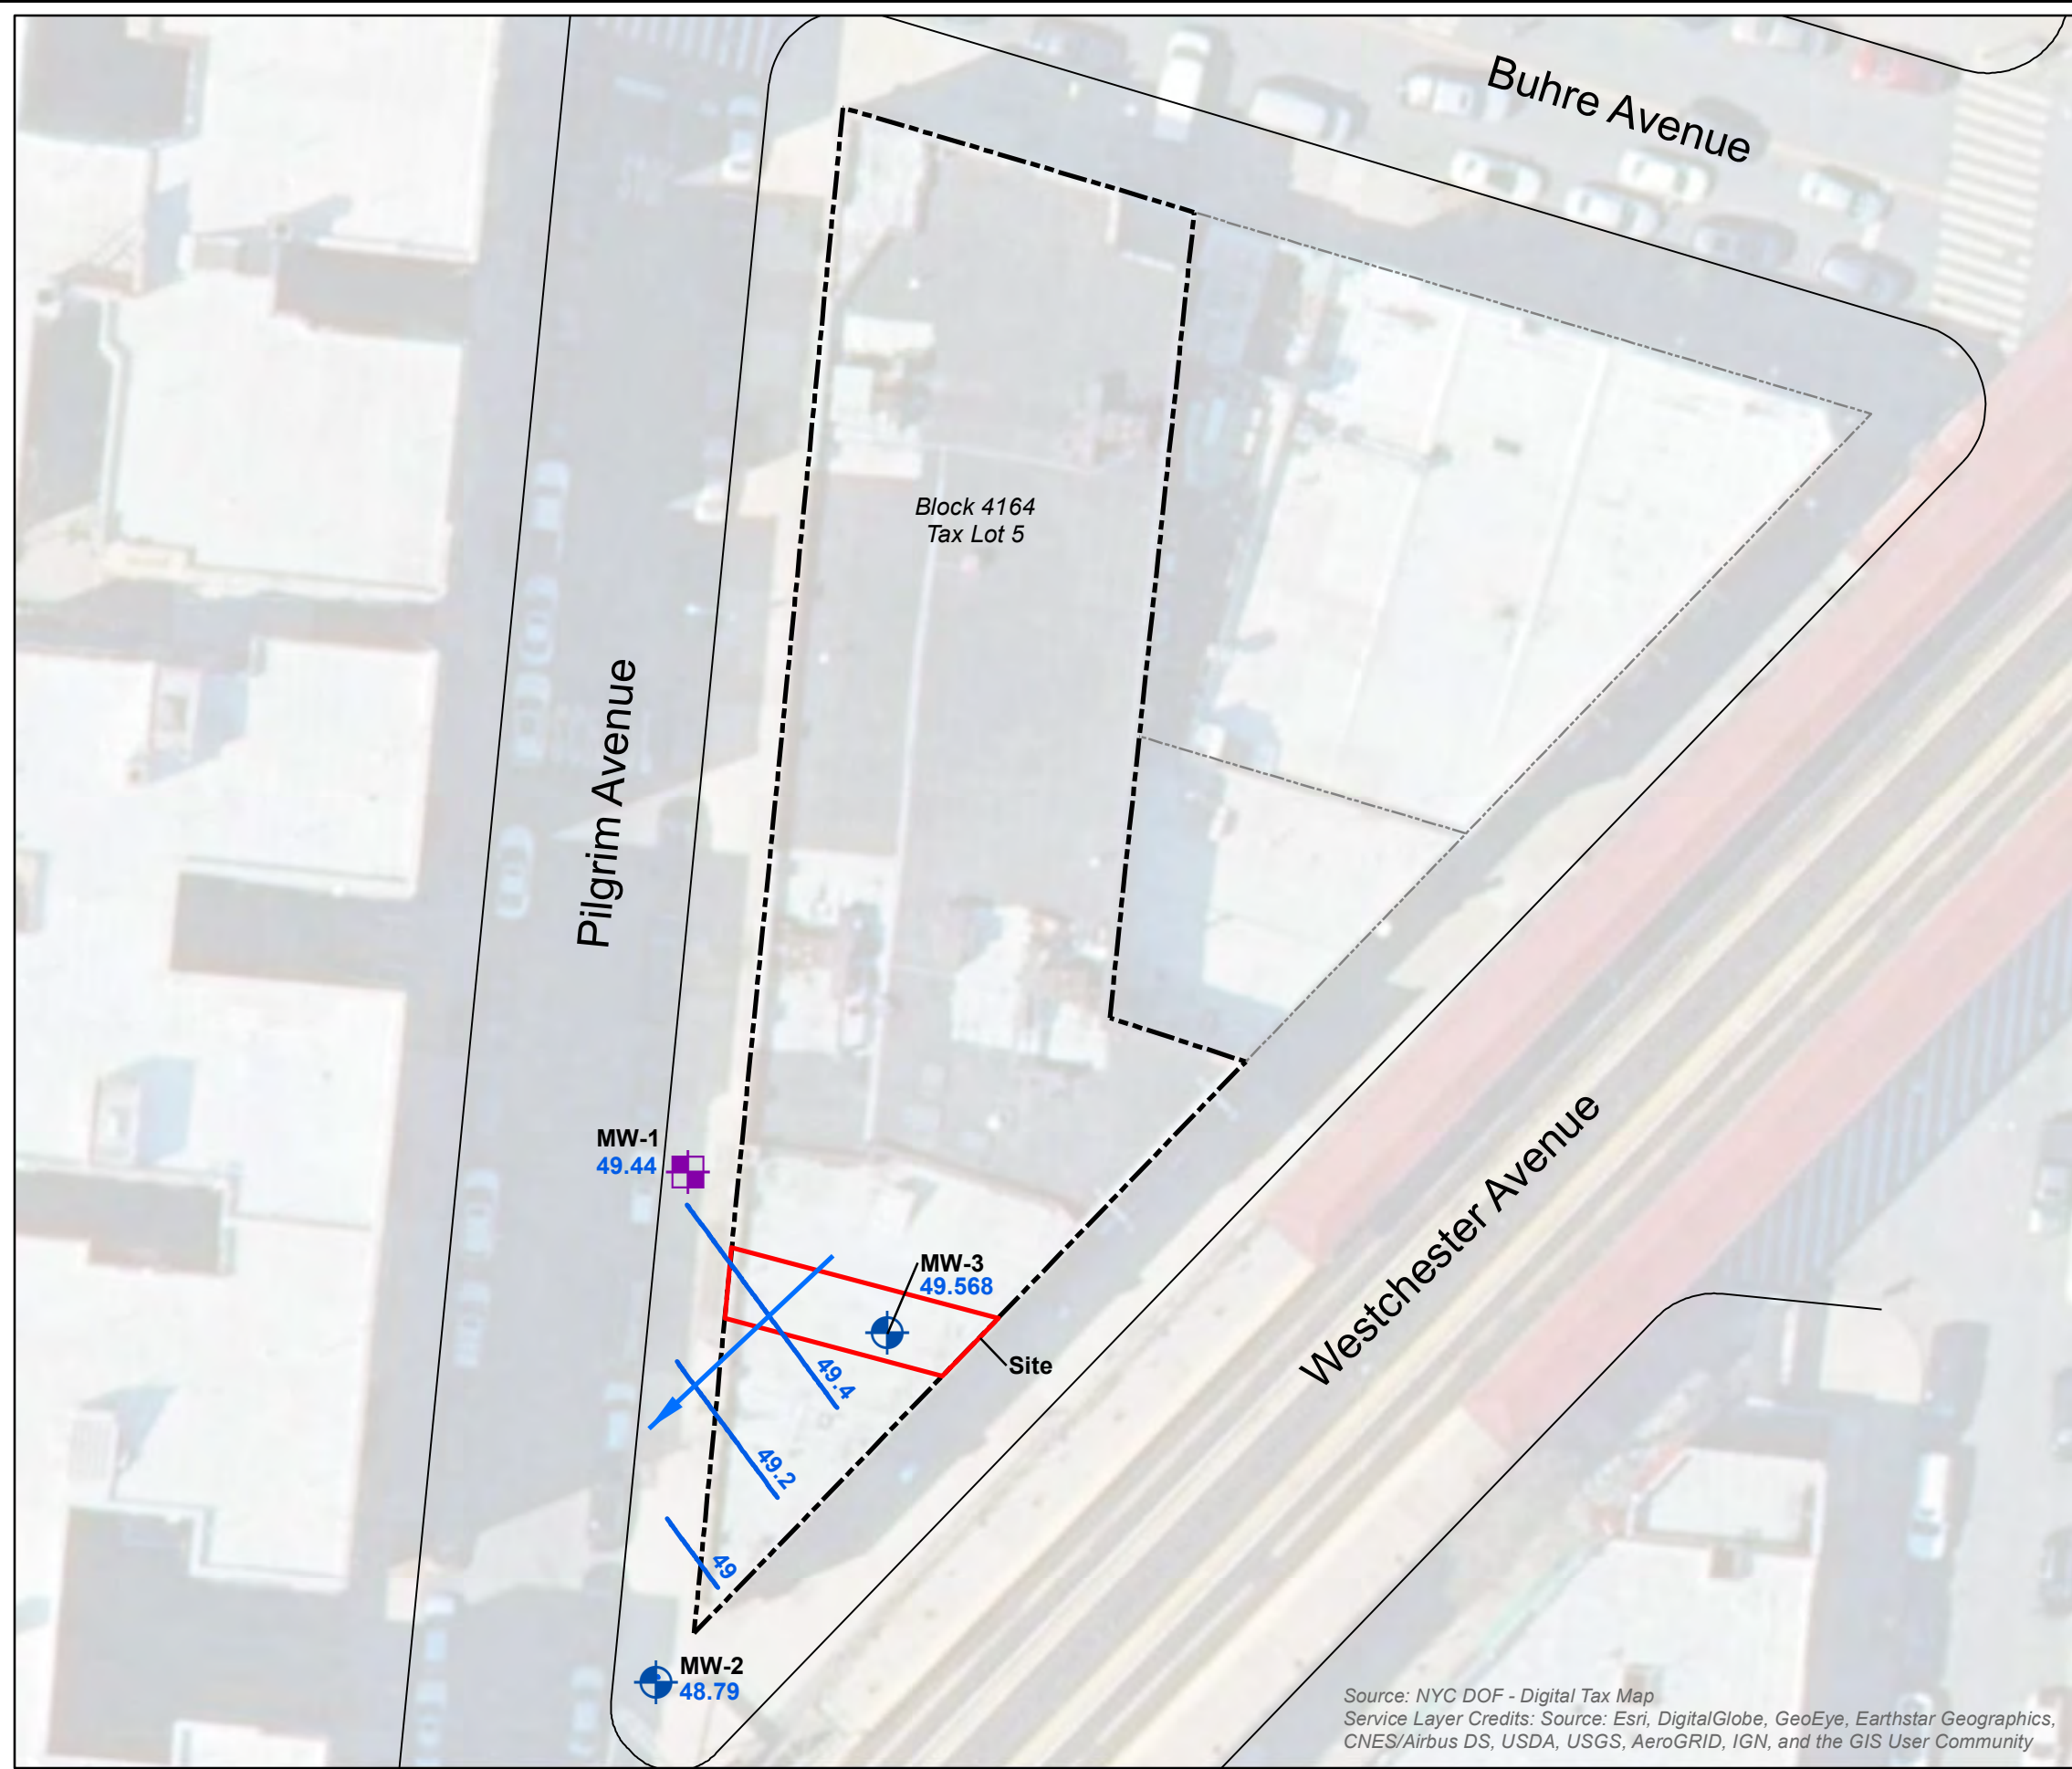 Buhre Avenue
Block 4164
Tax Lot 5
Pilgrim Avenue
Westchester Avenue
MW-1
49.44
MW-3
49.568
Site
49.4
49.2
49
MW-2
48.79
Source: NYC DOF - Digital Tax Map
Service Layer Credits: Source: Esri, DigitalGlobe, GeoEye, Earthstar Geographics,
CNES/Airbus DS, USDA, USGS, AeroGRID, IGN, and the GIS User Community